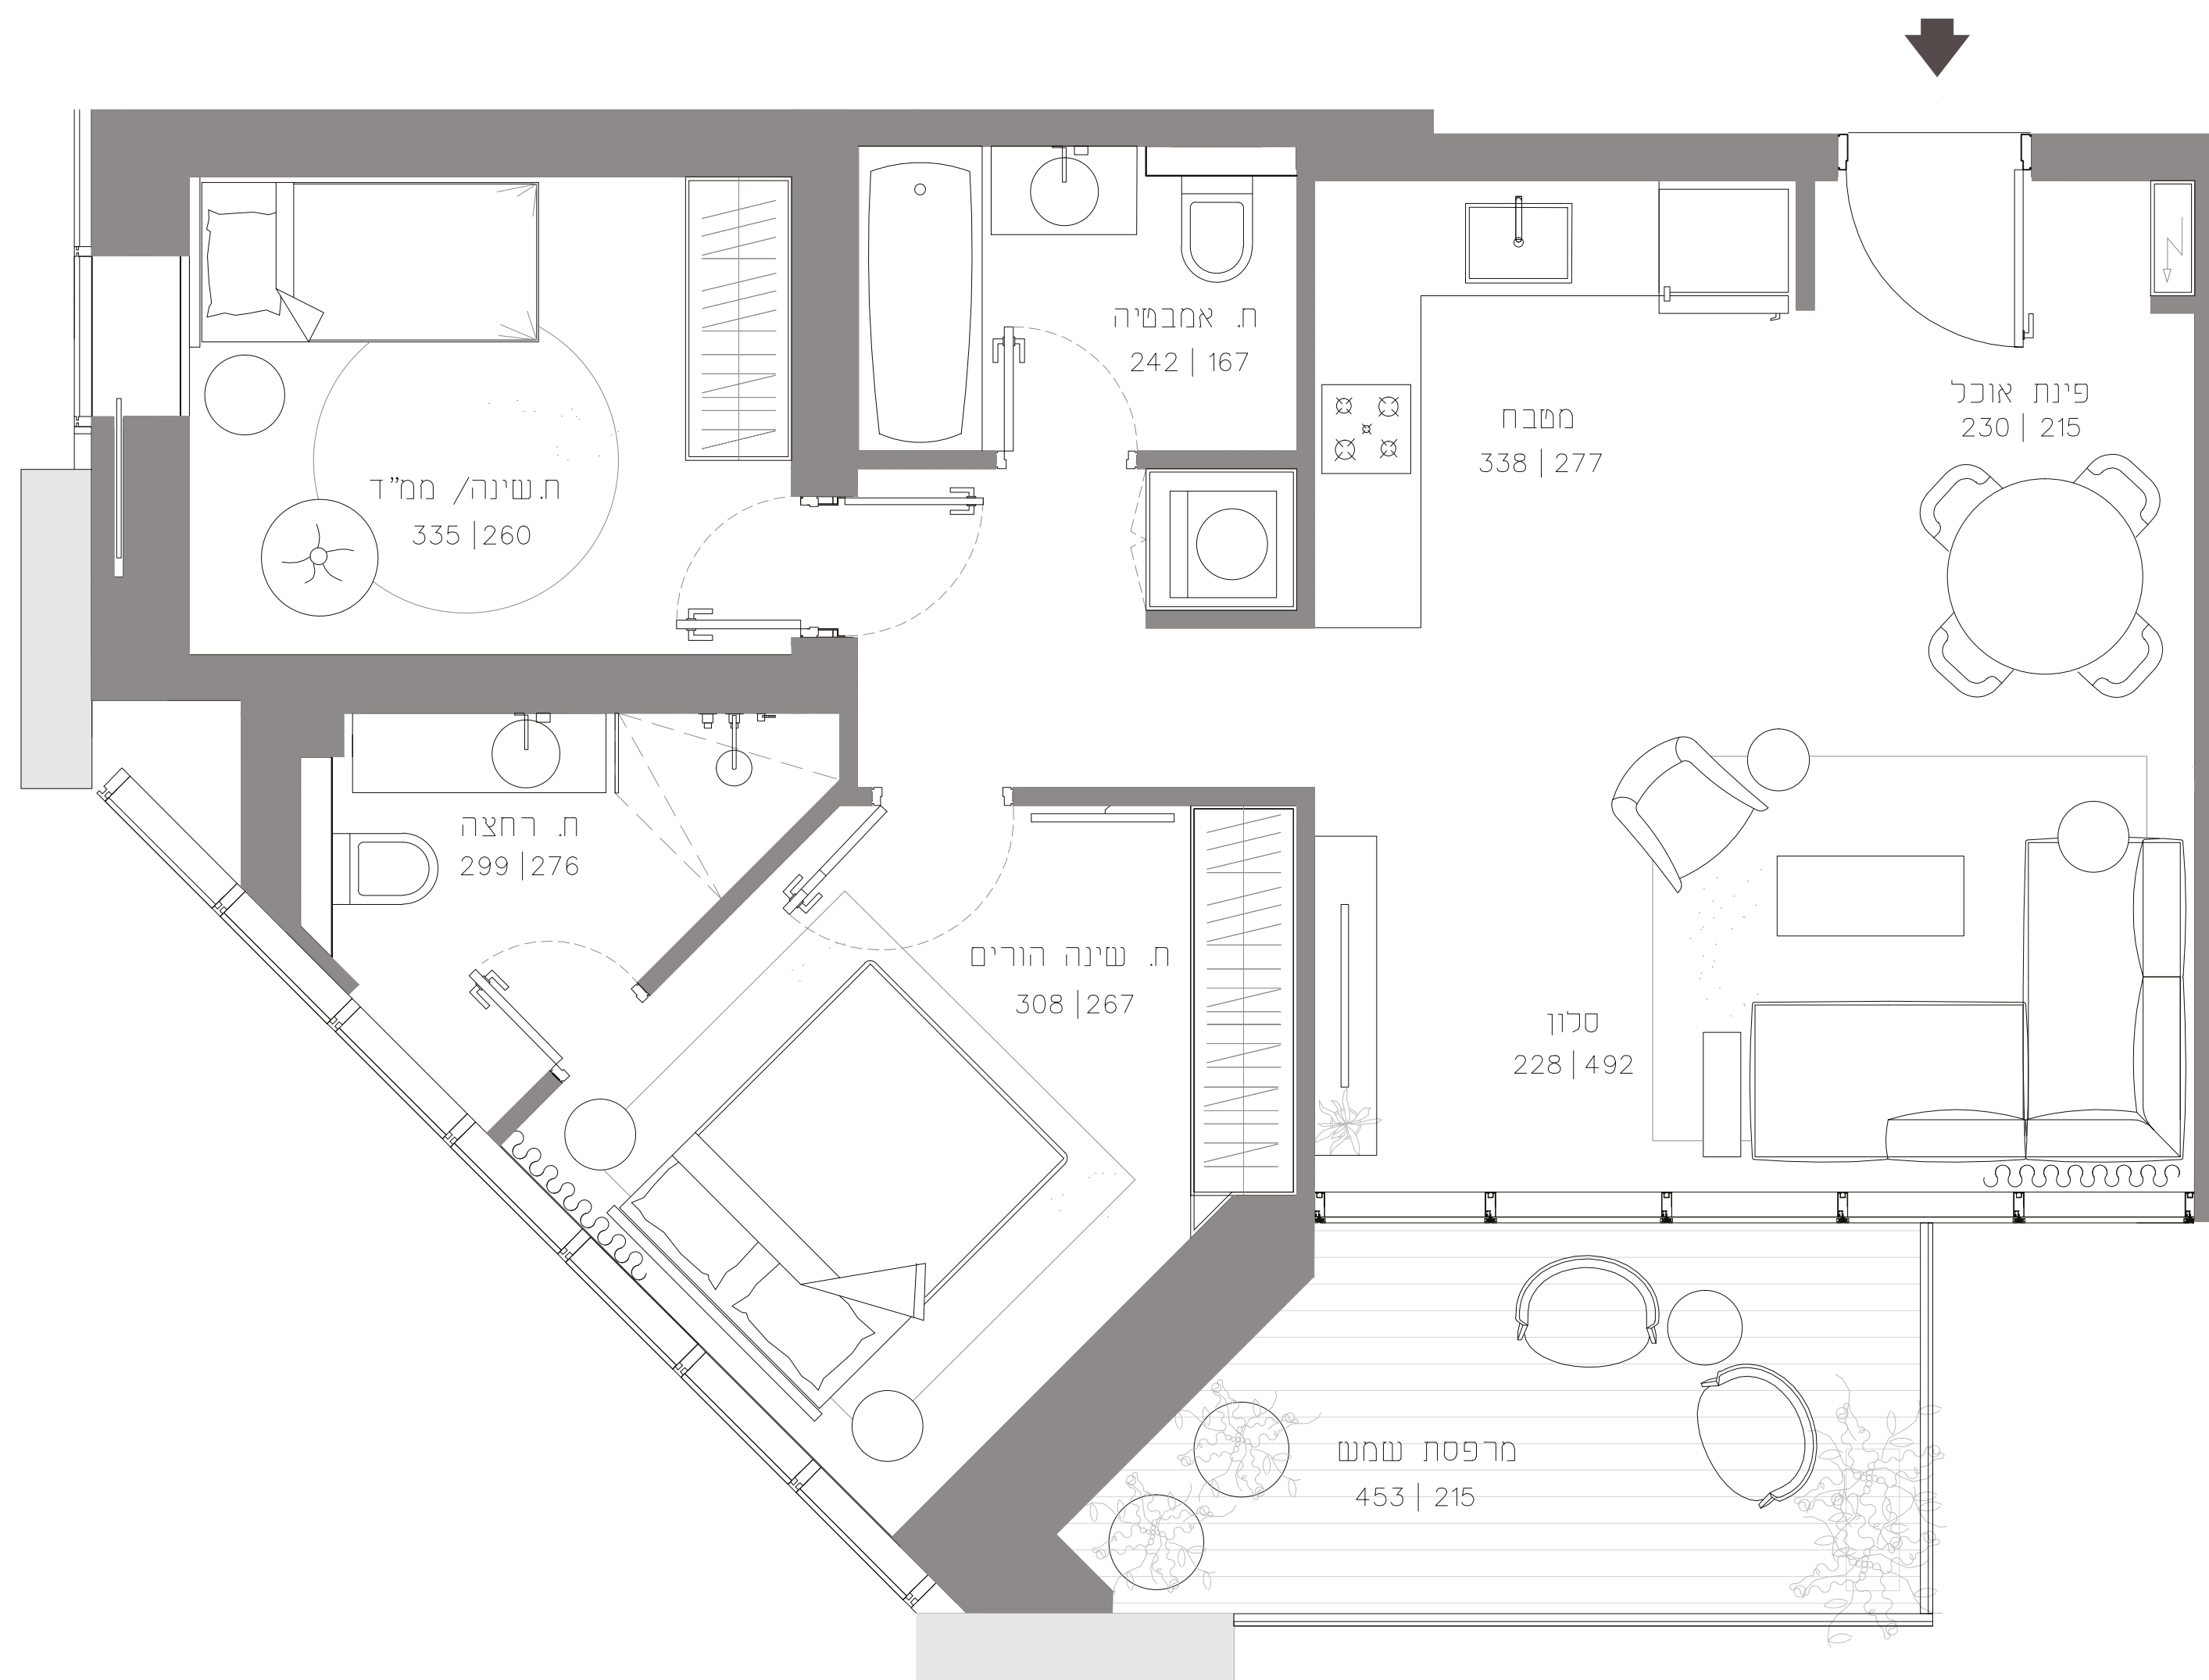 ח. אמבטיה
242 | 167
פינת אוכל
230 | 215
מטבח
338 | 277
ח.שינה/ ממ"ד
335 | 260
ח. רחצה
299 | 276
ח. שינה הורים
308 | 267
סלון
228 | 492
מרפסת שמש
453 | 215